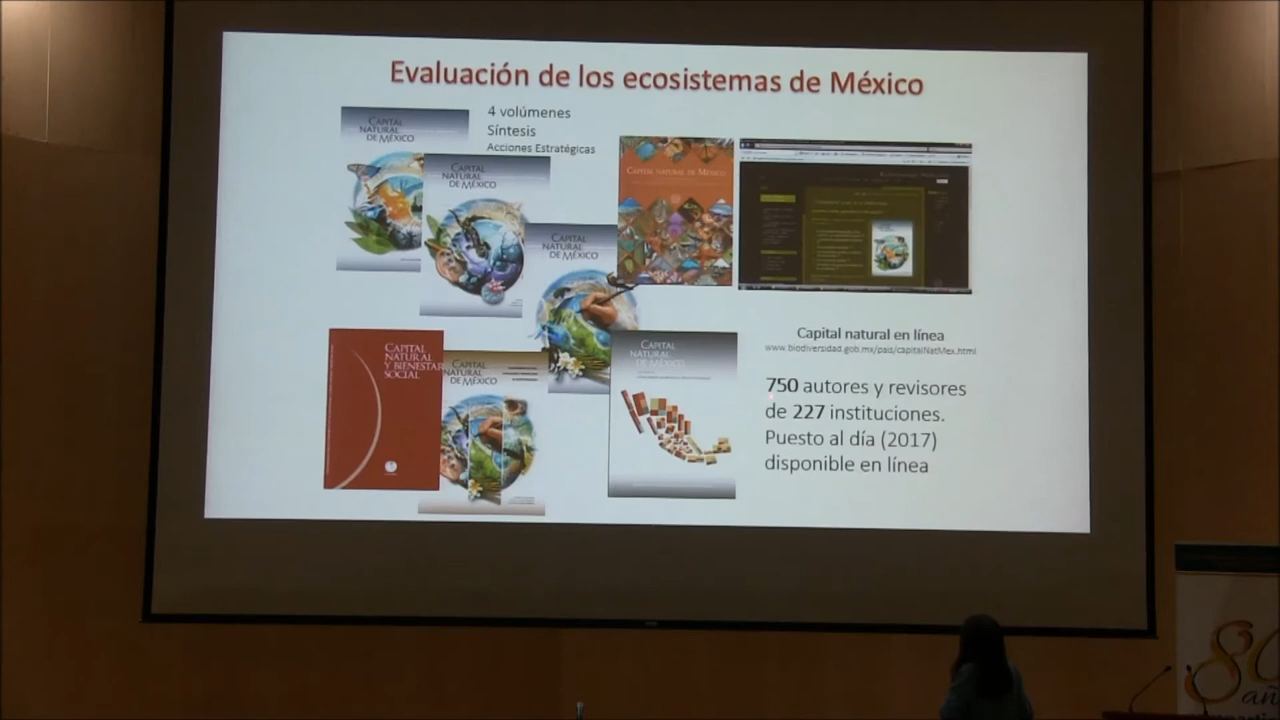 Evaluación de los ecosistemas de México
4 volúmenes
Síntesis
Acciones Estratégicas
CAPITAL
NATURAL
DE MÉXICO
CAPITAL
NATURAL
DE MÉXICO
CAPITAL
NATURAL
DE MÉXICO
CAPITAL NATURAL DE MÉXICO
CAPITAL
NATURAL
Y BIENESTAR
SOCIAL
CAPITAL
NATURAL
DE MÉXICO
CAPITAL
NATURAL
DE MÉXICO
Capital natural en línea
www.biodiversidad.gob.mx/pais/capitalNatMex.html
750 autores y revisores
de 227 instituciones.
Puesto al día (2017)
disponible en línea
80